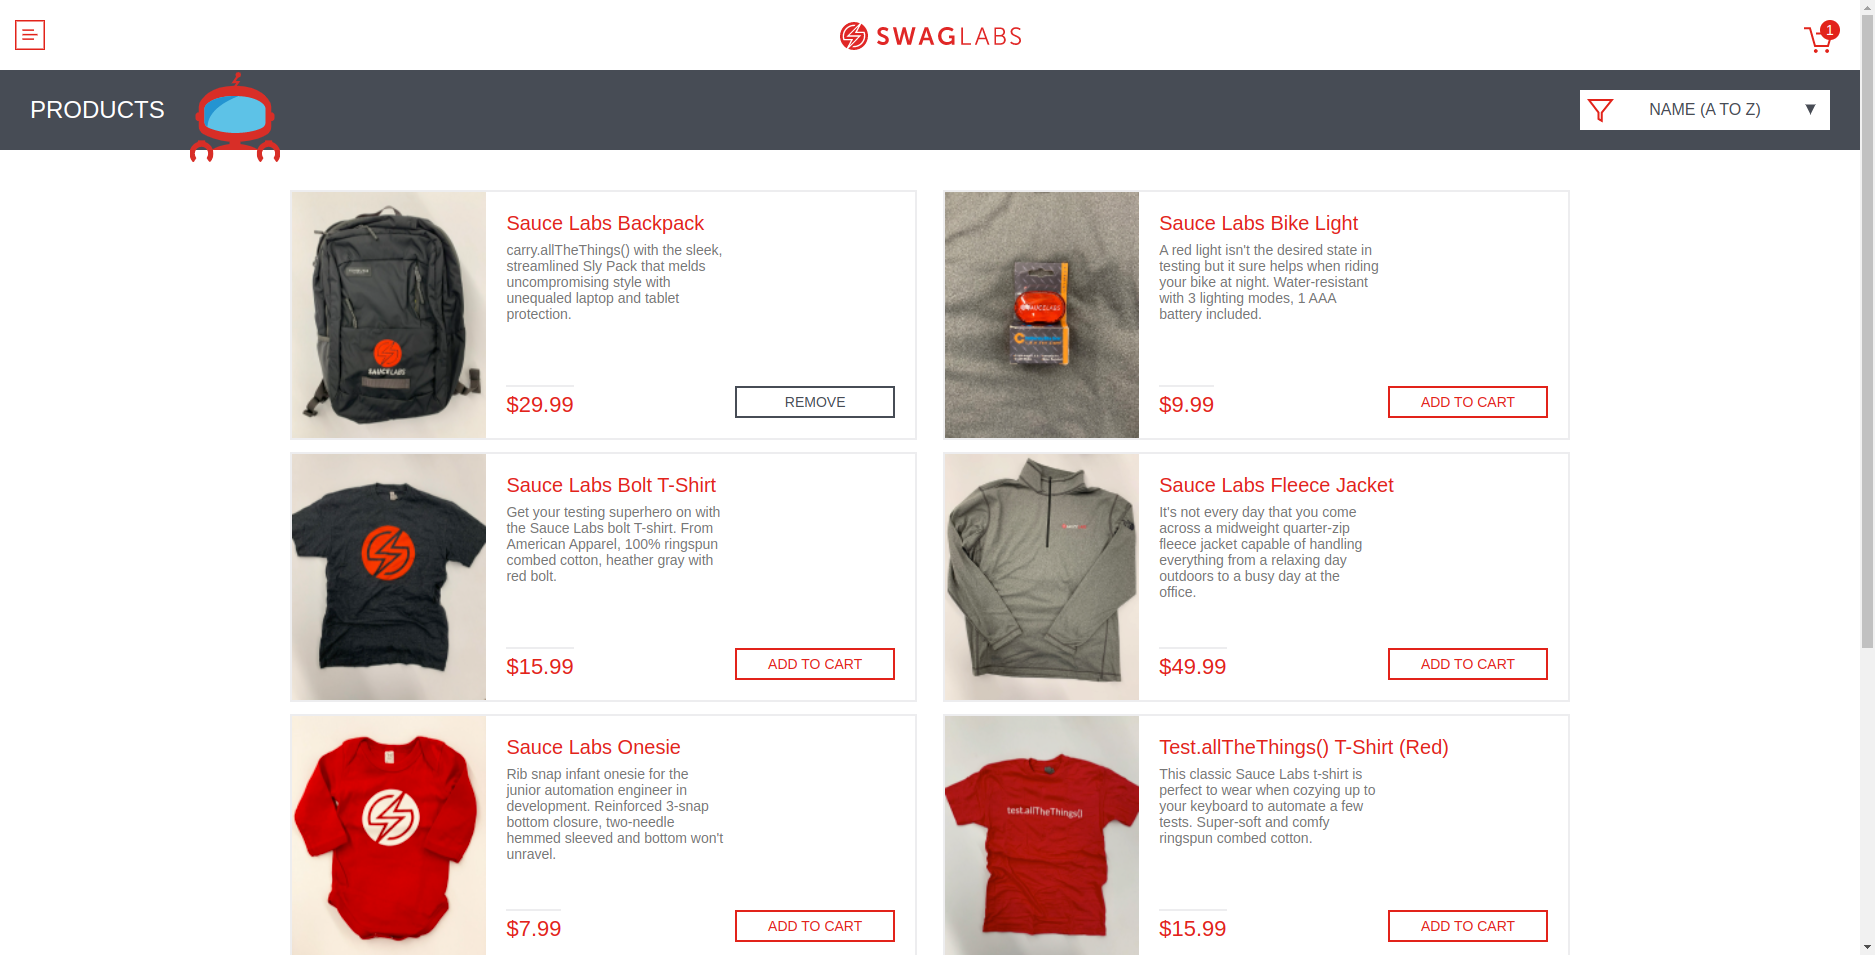 SWAGLABS
1
PRODUCTS
NAME (A TO Z)
Sauce Labs Backpack
carry.allTheThings() with the sleek,
streamlined Sly Pack that melds
uncompromising style with
unequaled laptop and tablet
protection.
$29.99
REMOVE
SAUCELABS
Sauce Labs Bike Light
A red light isn't the desired state in
testing but it sure helps when riding
your bike at night. Water-resistant
with 3 lighting modes, 1 AAA
battery included.
$9.99
ADD TO CART
SAUCELABS
Sauce Labs Bolt T-Shirt
Get your testing superhero on with
the Sauce Labs bolt T-shirt. From
American Apparel, 100% ringspun
combed cotton, heather gray with
red bolt.
$15.99
ADD TO CART
Sauce Labs Fleece Jacket
It's not every day that you come
across a midweight quarter-zip
fleece jacket capable of handling
everything from a relaxing day
outdoors to a busy day at the
office.
$49.99
ADD TO CART
Sauce Labs Onesie
Rib snap infant onesie for the
junior automation engineer in
development. Reinforced 3-snap
bottom closure, two-needle
hemmed sleeved and bottom won't
unravel.
$7.99
ADD TO CART
Test.allTheThings() T-Shirt (Red)
This classic Sauce Labs t-shirt is
perfect to wear when cozying up to
your keyboard to automate a few
tests. Super-soft and comfy
ringspun combed cotton.
$15.99
ADD TO CART
test.allTheThings()